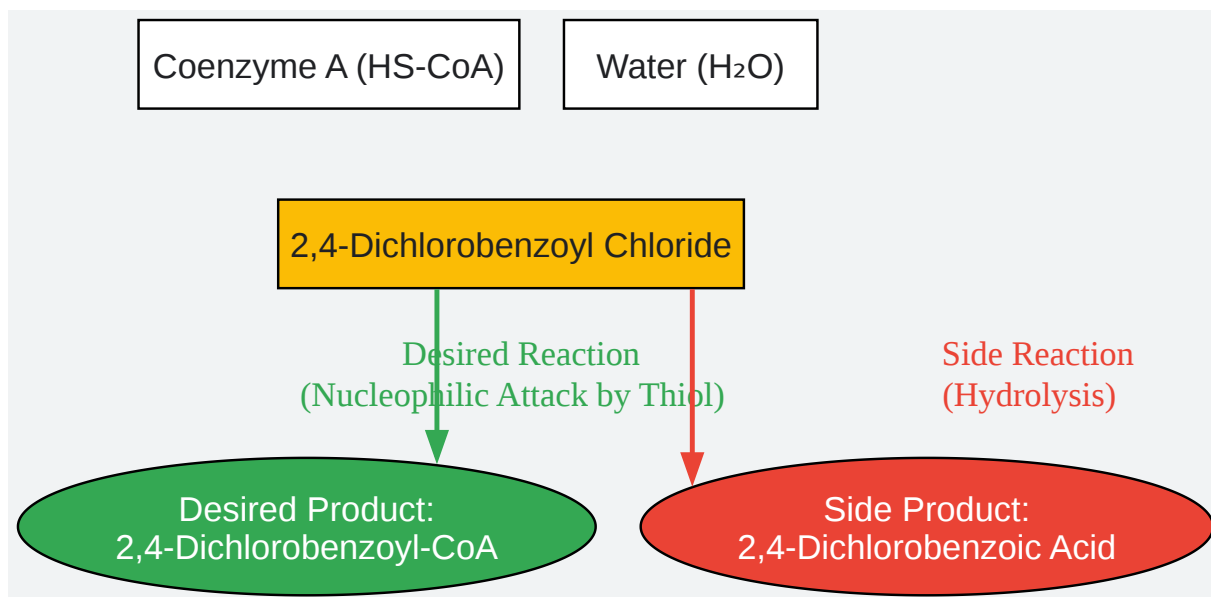 Coenzyme A (HS-CoA)
Water (H₂O)
2,4-Dichlorobenzoyl Chloride
Desired Reaction
(Nucleophilic Attack by Thiol)
Side Reaction
(Hydrolysis)
Desired Product:
2,4-Dichlorobenzoyl-CoA
Side Product:
2,4-Dichlorobenzoic Acid